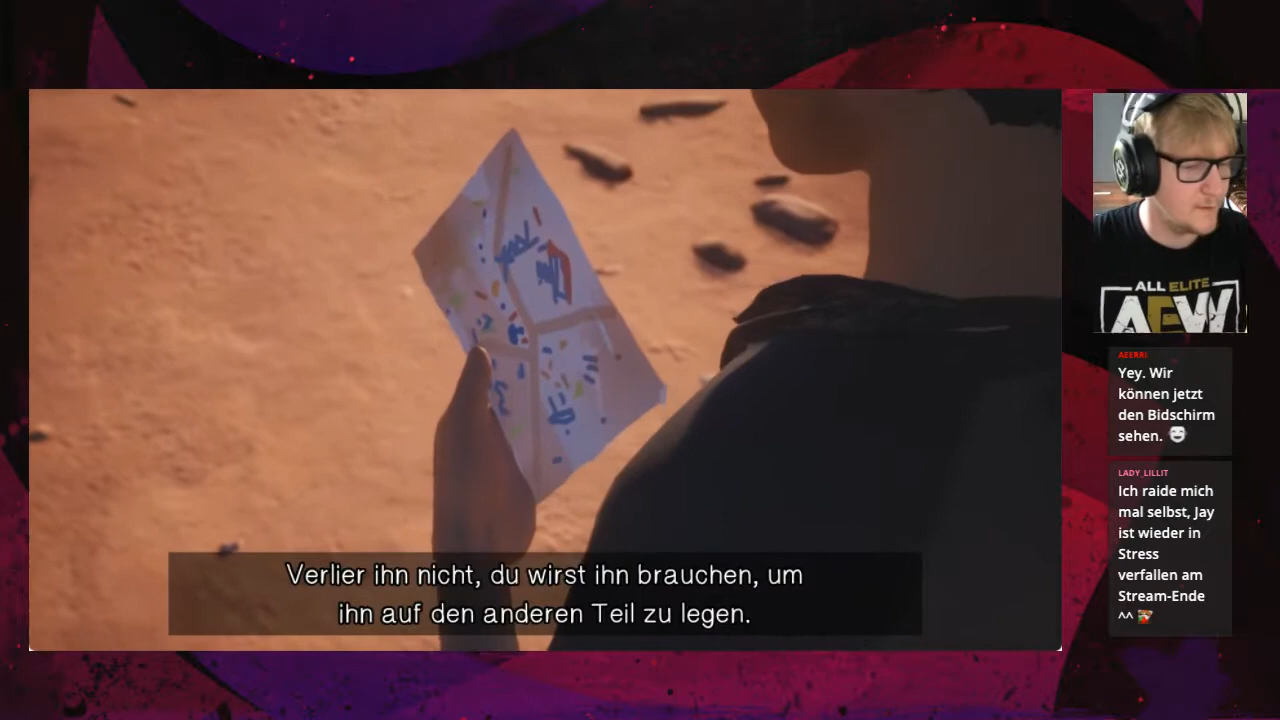 ALL ELITE
AEW
AEERRI
Yey. Wir
können jetzt
den Bidschirm
sehen.
LADY_LILLIT
Ich raide mich
mal selbst, Jay
ist wieder in
Stress
verfallen am
Stream-Ende
^^
Verlier ihn nicht, du wirst ihn brauchen, um
ihn auf den anderen Teil zu legen.